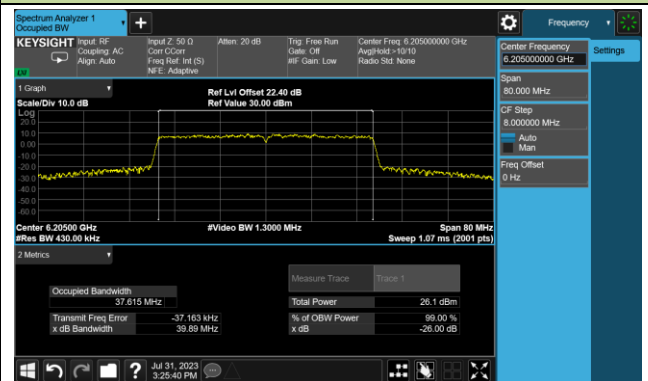 Spectrum Analyzer 1
Occupied BW
Frequency
KEYSIGHT
Input: RF
Coupling: AC
Align: Auto
Input Z: 50 Ω
Corr CCorr
Freq Ref: Int (S)
NFE: Adaptive
Atten: 20 dB
Trig: Free Run
Gate: Off
#IF Gain: Low
Center Freq: 6.205000000 GHz
Avg|Hold:>10/10
Radio Std: None
Center Frequency
6.205000000 GHz
Settings
Span
80.000 MHz
CF Step
8.000000 MHz
Auto
Man
Freq Offset
0 Hz
1 Graph
Scale/Div 10.0 dB
Ref Lvl Offset 22.40 dB
Ref Value 30.00 dBm
Log
20.0
10.0
0.00
-10.0
-20.0
-30.0
-40.0
-50.0
-60.0
Center 6.20500 GHz
#Res BW 430.00 kHz
#Video BW 1.3000 MHz
Span 80 MHz
Sweep 1.07 ms (2001 pts)
2 Metrics
Measure Trace
Trace 1
Occupied Bandwidth
37.615 MHz
Total Power
26.1 dBm
Transmit Freq Error
-37.163 kHz
% of OBW Power
99.00 %
x dB Bandwidth
39.89 MHz
x dB
-26.00 dB
Jul 31, 2023
3:25:40 PM